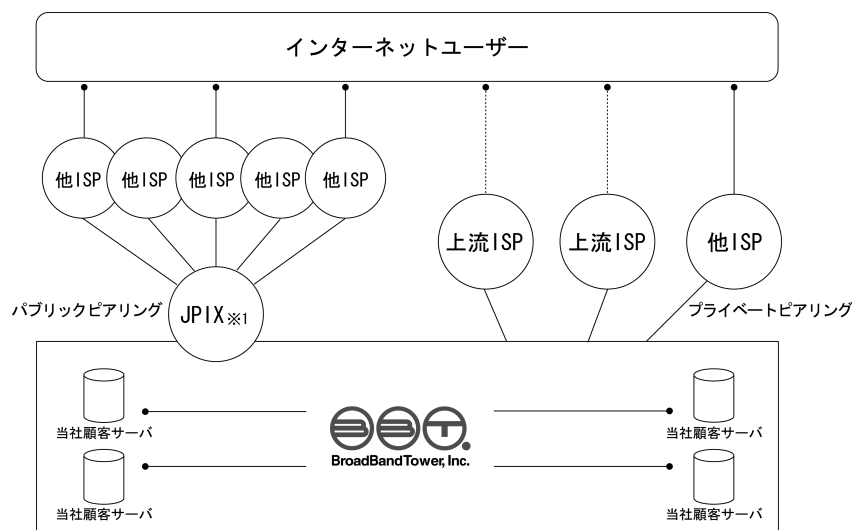 インターネットユーザー
他ISP
他ISP
他ISP
他ISP
他ISP
上流ISP
上流ISP
他ISP
パブリックピアリング
JPIX※1
プライベートピアリング
当社顧客サーバ
当社顧客サーバ
BBT.
BroadBandTower, Inc.
当社顧客サーバ
当社顧客サーバ